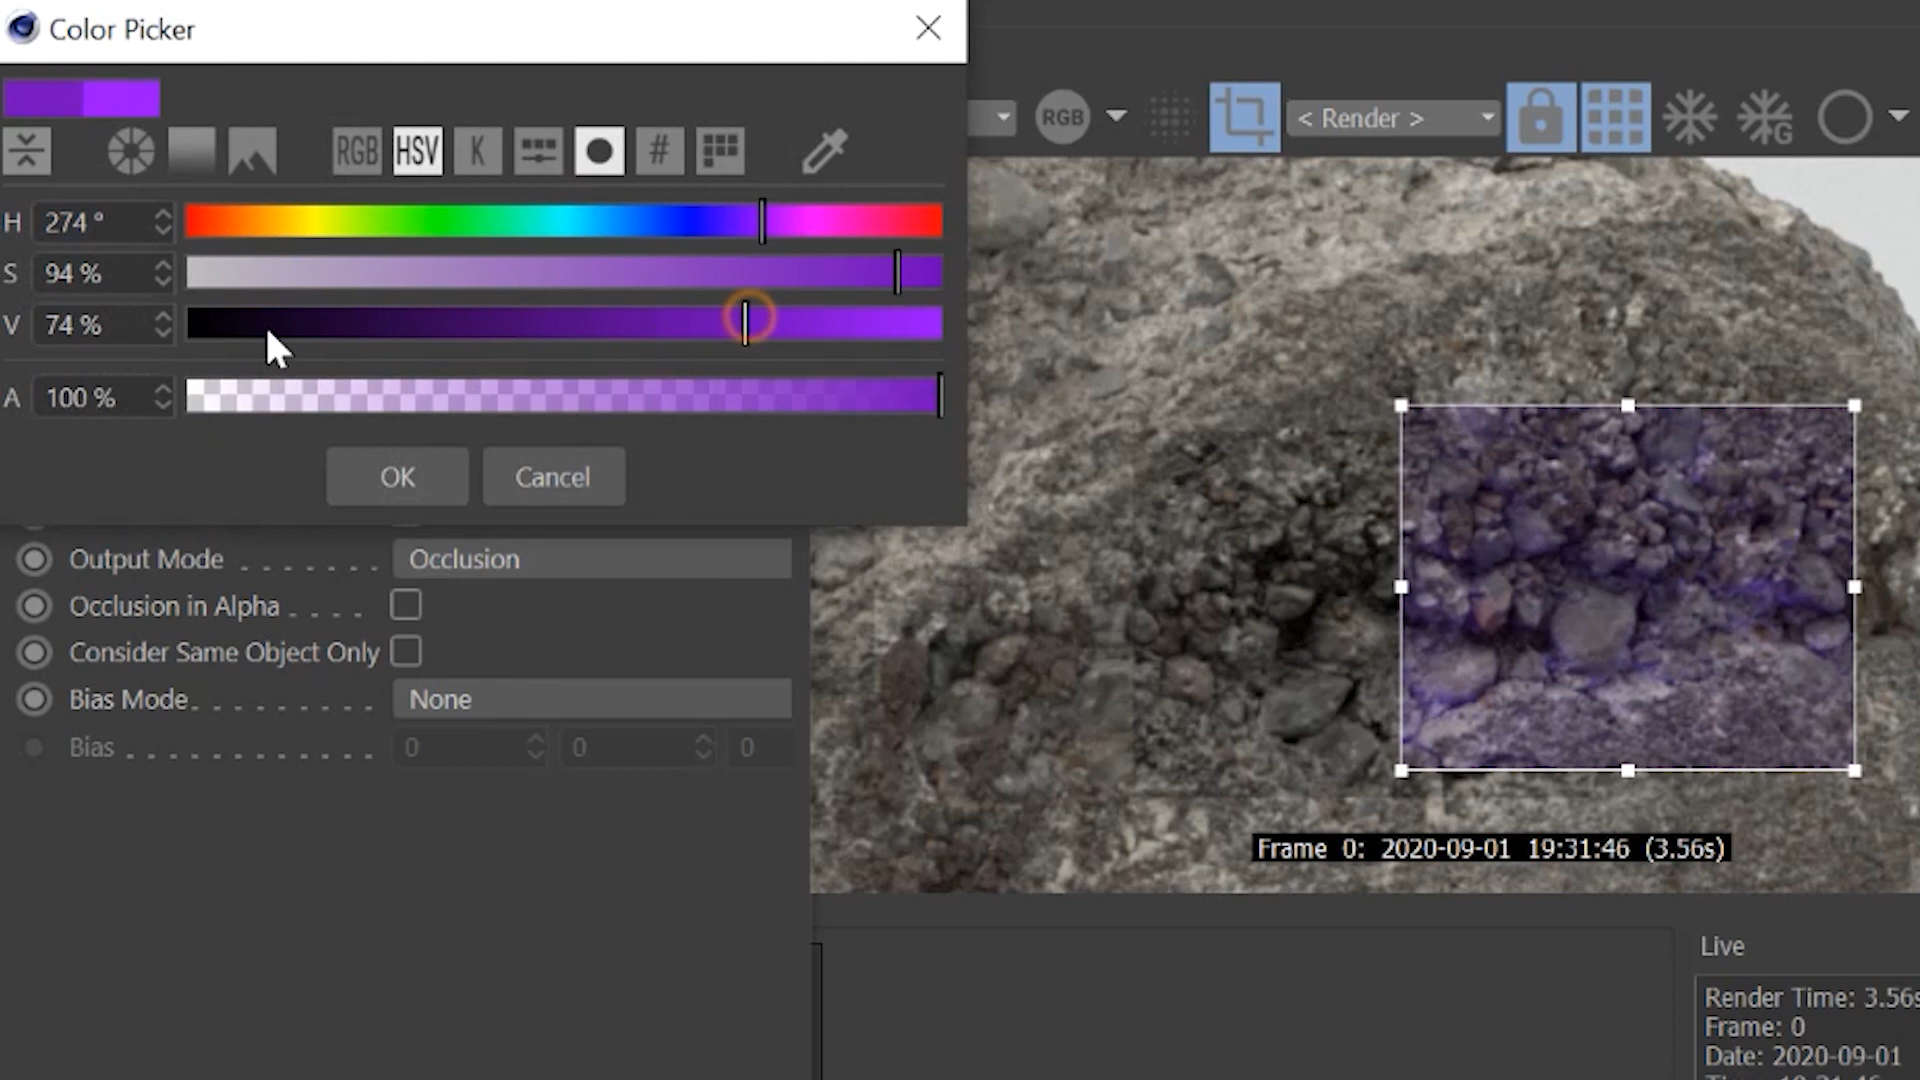 Color Picker
RGB HSV K #
H 274 °
S 94 %
V 74 %
A 100 %
OK Cancel
RGB < Render > G
Output Mode Occlusion
Occlusion in Alpha
Consider Same Object Only
Bias Mode None
Bias 0 0 0
Frame 0: 2020-09-01 19:31:46 (3.56s)
Live
Render Time: 3.56s
Frame: 0
Date: 2020-09-01